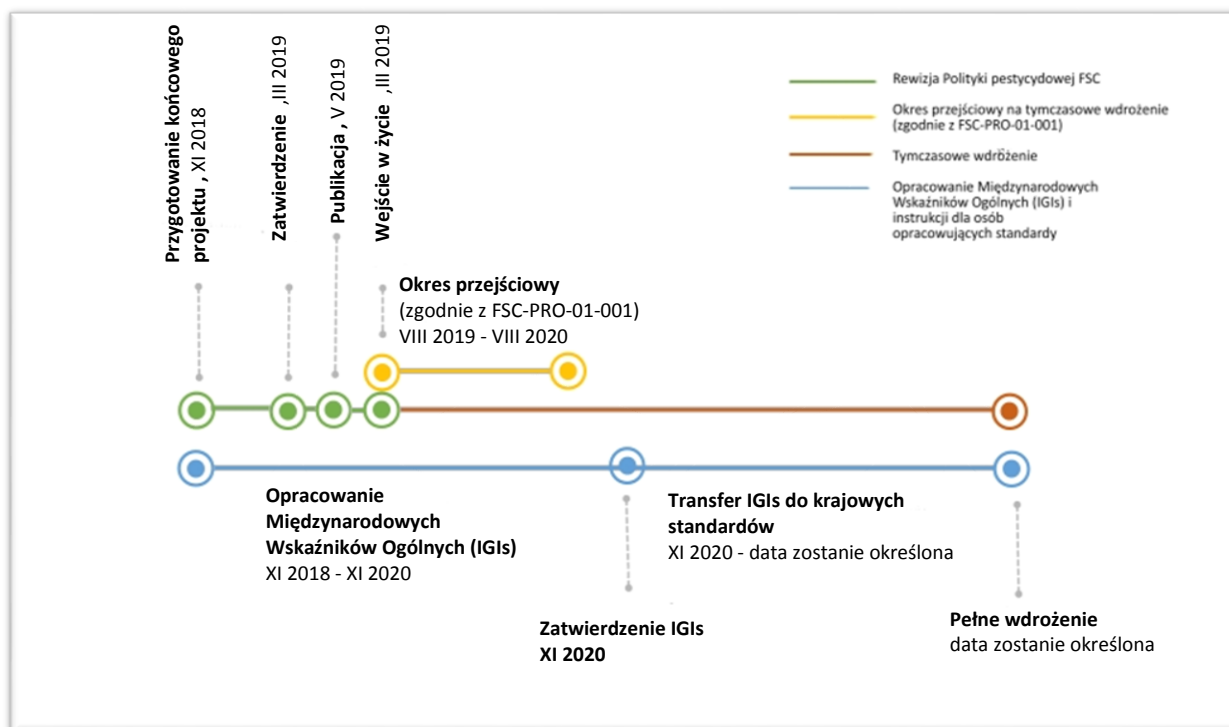 Przygotowanie końcowego
projektu , XI 2018
Zatwierdzenie ,III 2019
Publikacja , V 2019
Wejście w życie ,III 2019
Rewizja Polityki pestycydowej FSC
Okres przejściowy na tymczasowe wdrożenie
(zgodnie z FSC-PRO-01-001)
Tymczasowe wdrożenie
Opracowanie Międzynarodowych
Wskaźników Ogólnych (IGIs) i
instrukcji dla osób
opracowujących standardy
Okres przejściowy
(zgodnie z FSC-PRO-01-001)
VIII 2019 - VIII 2020
Opracowanie
Międzynarodowych
Wskaźników Ogólnych (IGIs)
XI 2018 - XI 2020
Transfer IGIs do krajowych
standardów
XI 2020 - data zostanie określona
Zatwierdzenie IGIs
XI 2020
Pełne wdrożenie
data zostanie określona